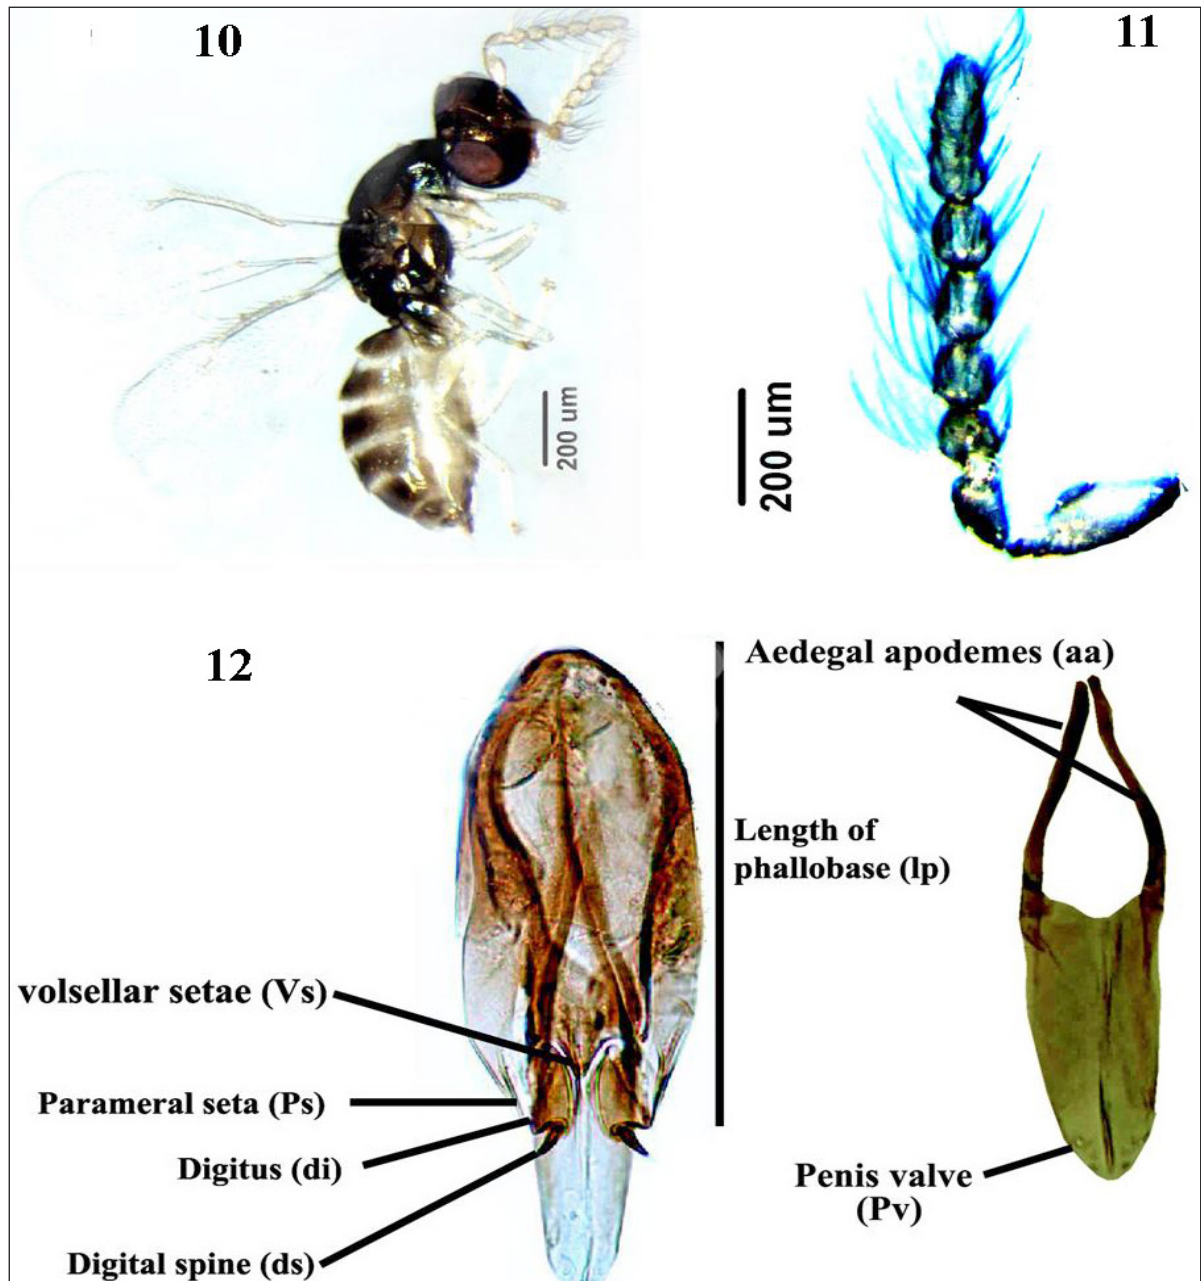 10
11
200 um
200 um
12
Aedegal apodemes (aa)
Length of
phallobase (lp)
volsellar setae (Vs)
Parameral seta (Ps)
Digitus (di)
Digital spine (ds)
Penis valve
(Pv)